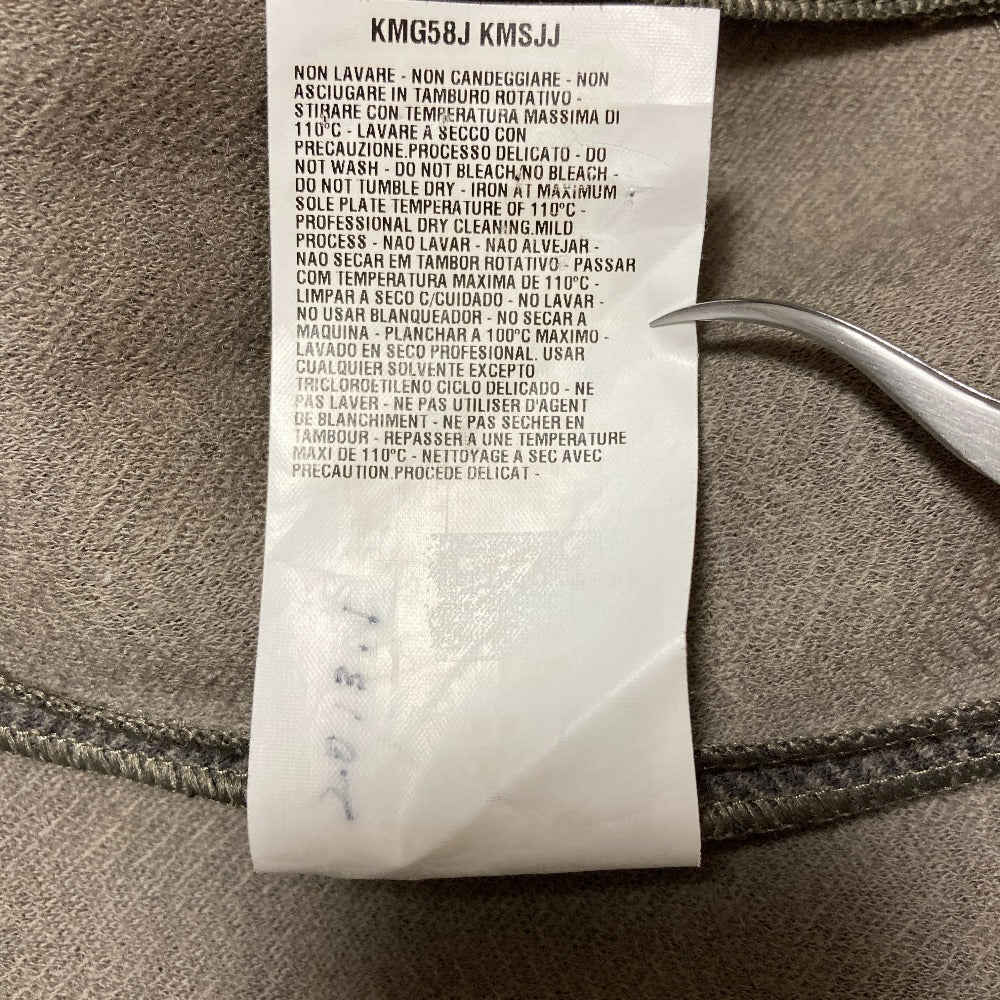 KMG58J KMSJJ
NON LAVARE - NON CANDEGGIARE - NON
ASCIUGARE IN TAMBURO ROTATIVO -
STIRARE CON TEMPERATURA MASSIMA DI
110°C - LAVARE A SECCO CON
PRECAUZIONE.PROCESSO DELICATO - DO
NOT WASH - DO NOT BLEACH/NO BLEACH -
DO NOT TUMBLE DRY - IRON AT MAXIMUM
SOLE PLATE TEMPERATURE OF 110°C -
PROFESSIONAL DRY CLEANING.MILD
PROCESS - NAO LAVAR - NAO ALVEJAR -
NAO SECAR EM TAMBOR ROTATIVO - PASSAR
COM TEMPERATURA MAXIMA DE 110°C -
LIMPAR A SECO C/CUIDADO - NO LAVAR -
NO USAR BLANQUEADOR - NO SECAR A
MAQUINA - PLANCHAR A 100°C MAXIMO -
LAVADO EN SECO PROFESIONAL. USAR
CUALQUIER SOLVENTE EXCEPTO
TRICLOROETILENO CICLO DELICADO - NE
PAS LAVER - NE PAS UTILISER D'AGENT
DE BLANCHIMENT - NE PAS SECHER EN
TAMBOUR - REPASSER A UNE TEMPERATURE
MAXI DE 110°C - NETTOYAGE A SEC AVEC
PRECAUTION.PROCEDE DELICAT -